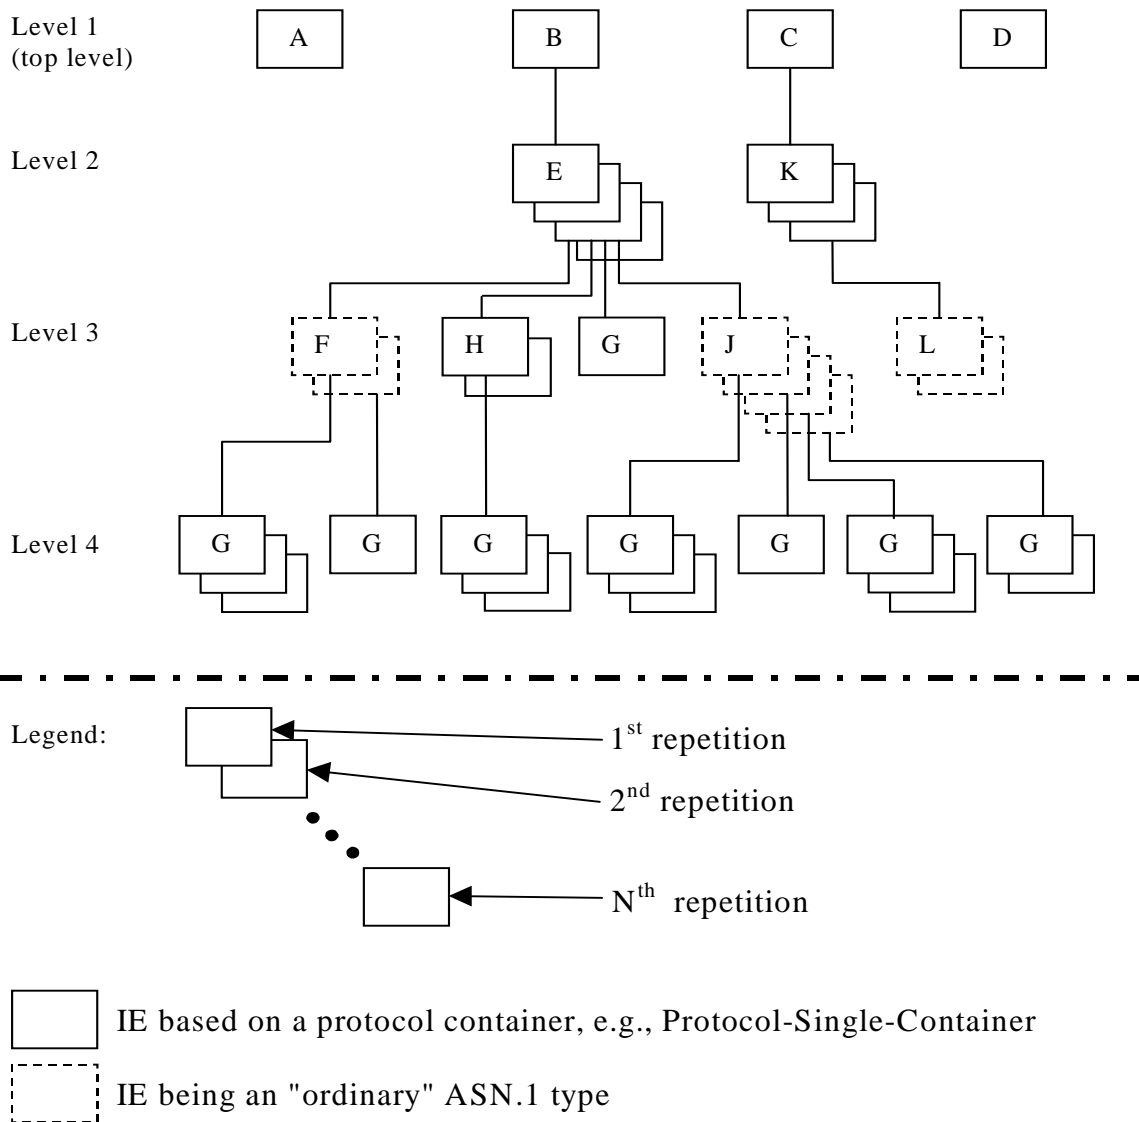 Level 1
(top level)
A B C D
Level 2
E K
Level 3
F H G J L
Level 4
G G G G G G G
Legend:
1st repetition
2nd repetition
Nth repetition
IE based on a protocol container, e.g., Protocol-Single-Container
IE being an "ordinary" ASN.1 type